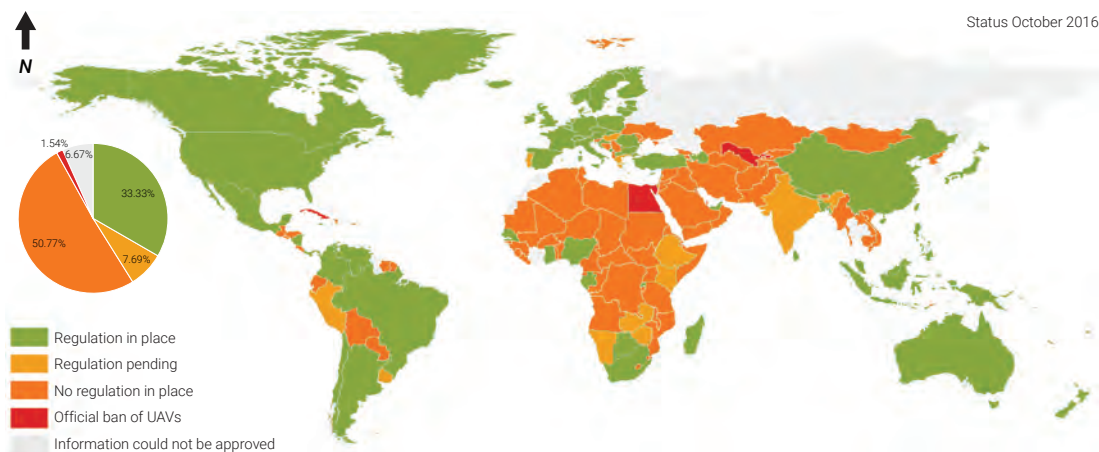 Status October 2016
N
1.54%
6.67%
33.33%
50.77%
7.69%
Regulation in place
Regulation pending
No regulation in place
Official ban of UAVs
Information could not be approved